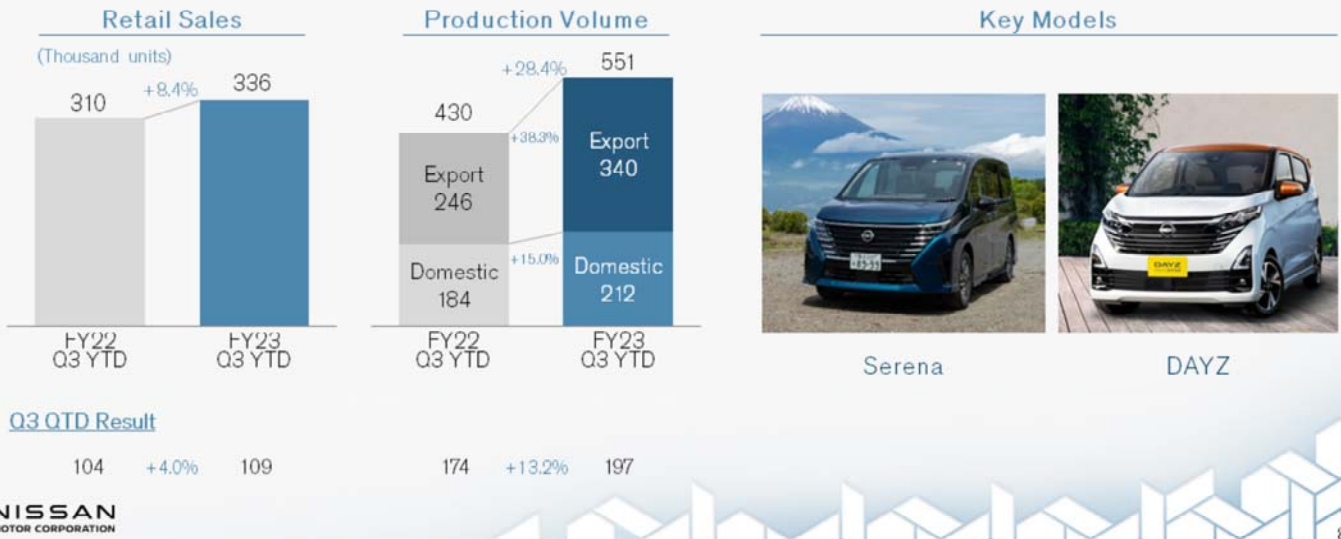 Retail Sales
(Thousand units)
310
+8.4%
336
FY22
Q3 YTD
FY23
Q3 YTD
Production Volume
+28.4%
551
430
+38.3%
Export
340
Export
246
+15.0%
Domestic
212
Domestic
184
FY22
Q3 YTD
FY23
Q3 YTD
Key Models
DAYZ
Serena
DAYZ
Q3 QTD Result
104 +4.0% 109
174 +13.2% 197
NISSAN
MOTOR CORPORATION